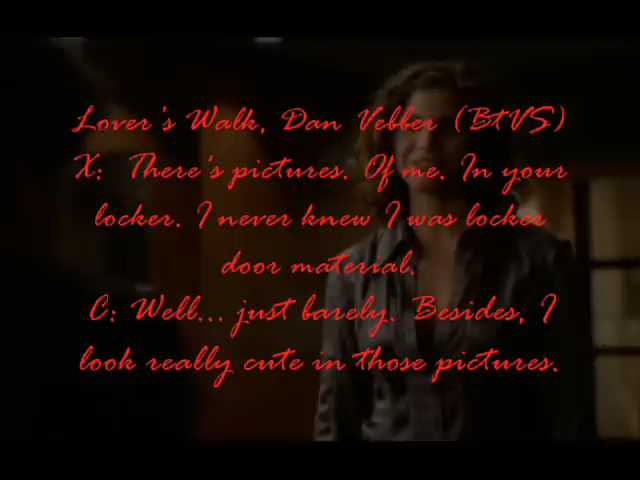 Lover's Walk, Dan Vebber (BtVS)
X: There's pictures. Of me. In your
locker. I never knew I was locker
door material.
C: Well... just barely. Besides, I
look really cute in those pictures.